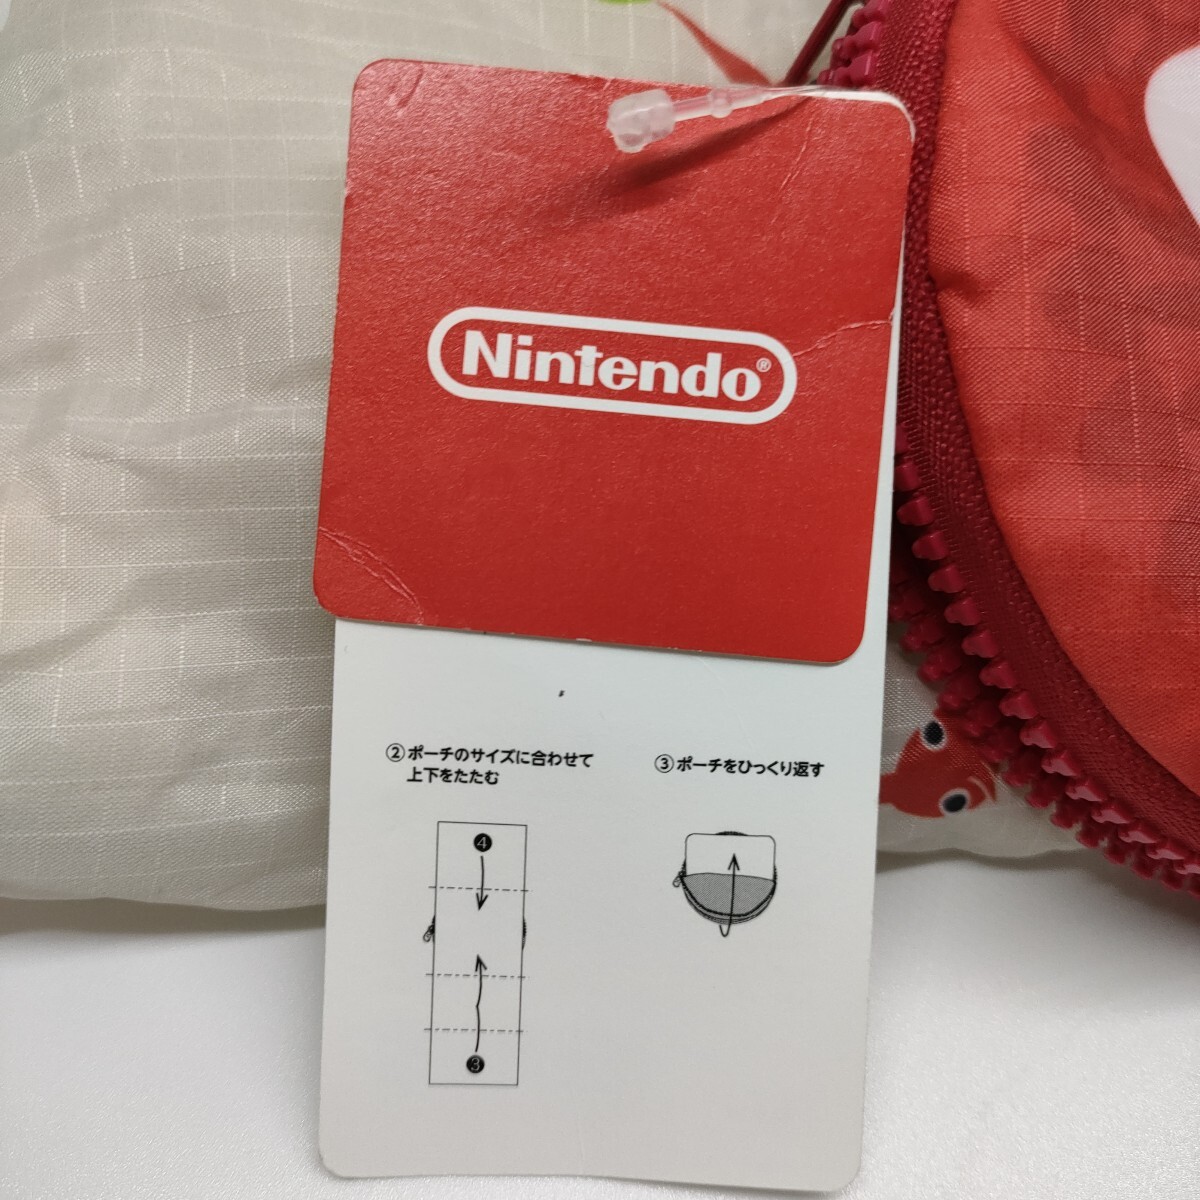 Nintendo®
②ポーチのサイズに合わせて
上下をたたむ
③ポーチをひっくり返す
❹
❸